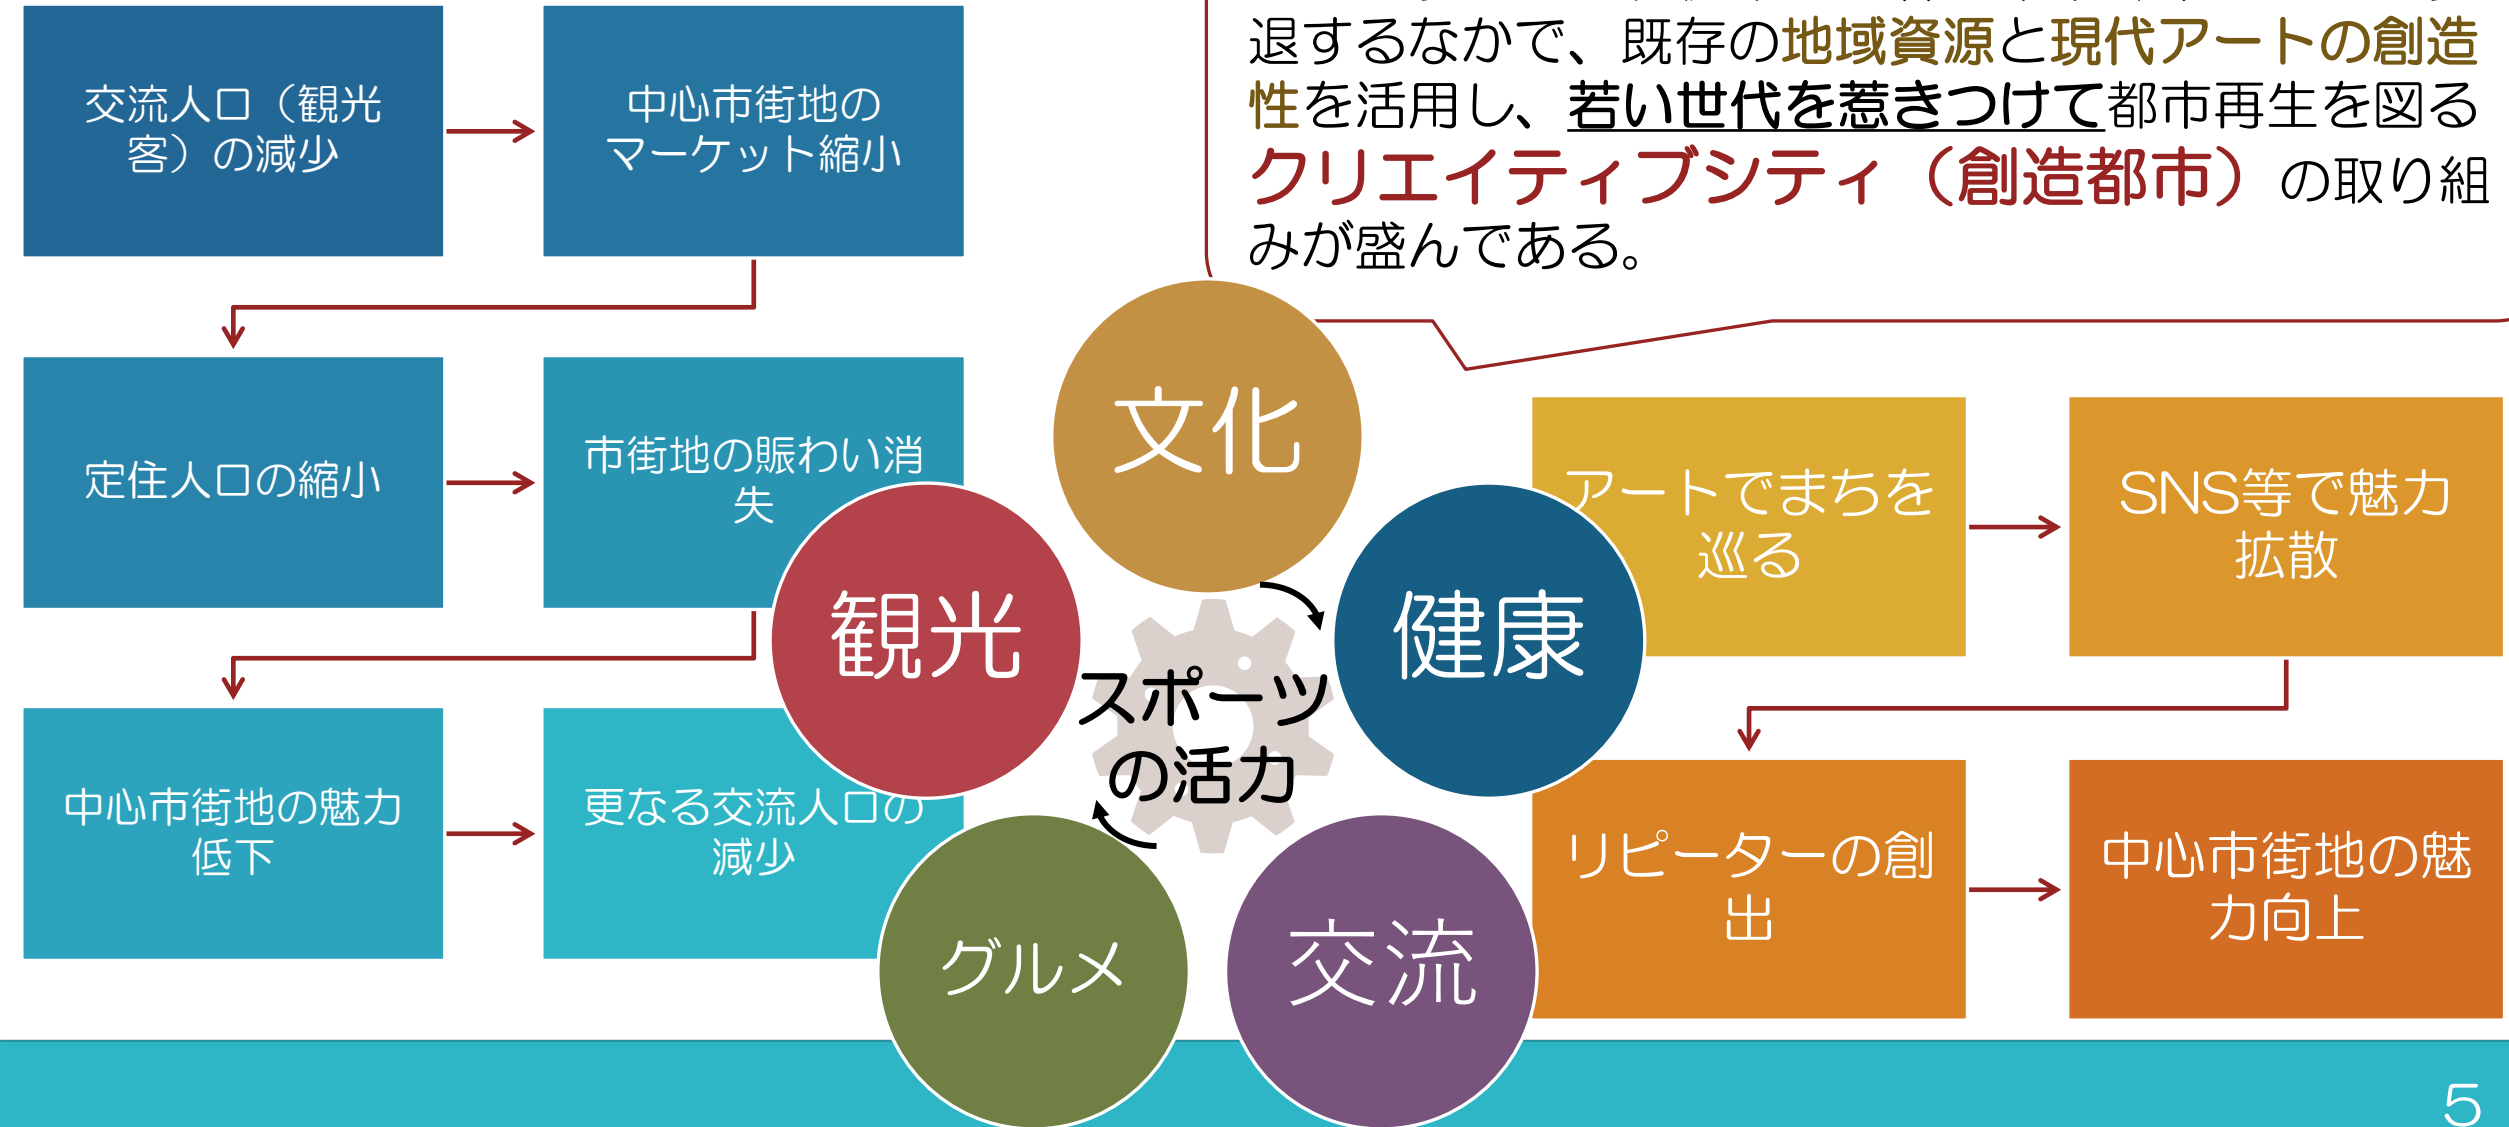 交流人口（観光
客）の減少
中心市街地の
マーケット縮小
退するなかで、既存の地域資源と現代アートの創造
性を活用し、若い世代を惹きつけて都市再生を図る
クリエイティブシティ（創造都市）の取り組
みが盛んである。
定住人口の縮小
市街地の賑わい消
失
中心市街地の魅力
低下
更なる交流人口の
減少
文化
観光
健康
スポーツ
の活力
グルメ
交流
アートでまちを
巡る
SNS等で魅力
拡散
リピーターの創
出
中心市街地の魅
力向上
5